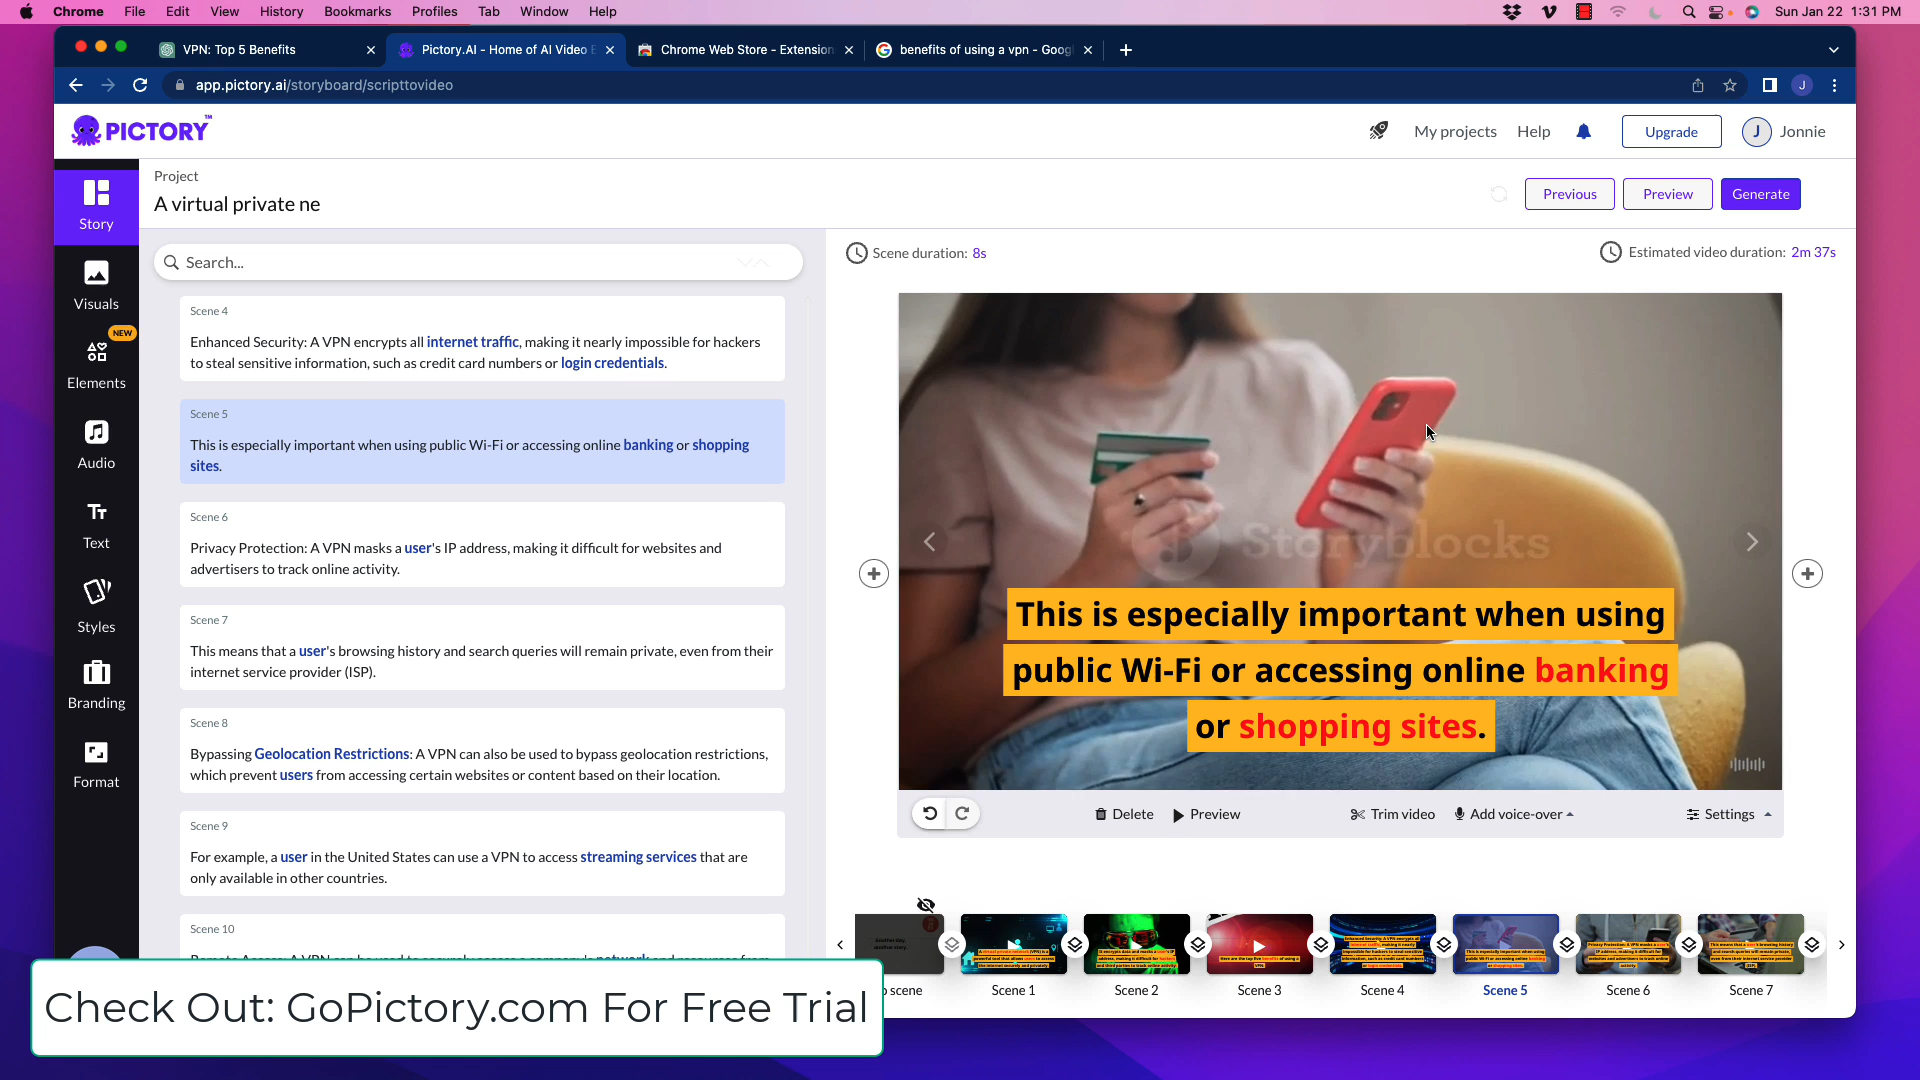 Chrome File Edit View History Bookmarks Profiles Tab Window Help Sun Jan 22 1:31 PM
VPN: Top 5 Benefits
Pictory.AI - Home of AI Video E
Chrome Web Store - Extension
benefits of using a vpn - Goog
app.pictory.ai/storyboard/scripttovideo
J
PICTORY™
My projects
Help
Upgrade
J
Jonnie
Project
A virtual private ne
Previous
Preview
Generate
Story
Visuals
NEW
Elements
Audio
Text
Styles
Branding
Format
Search...
Scene duration: 8s
Estimated video duration: 2m 37s
Scene 4
Enhanced Security: A VPN encrypts all internet traffic, making it nearly impossible for hackers
to steal sensitive information, such as credit card numbers or login credentials.
Scene 5
This is especially important when using public Wi-Fi or accessing online banking or shopping
sites.
Scene 6
Privacy Protection: A VPN masks a user's IP address, making it difficult for websites and
advertisers to track online activity.
Scene 7
This means that a user's browsing history and search queries will remain private, even from their
internet service provider (ISP).
Scene 8
Bypassing Geolocation Restrictions: A VPN can also be used to bypass geolocation restrictions,
which prevent users from accessing certain websites or content based on their location.
Scene 9
For example, a user in the United States can use a VPN to access streaming services that are
only available in other countries.
Scene 10
Storyblocks
This is especially important when using
public Wi-Fi or accessing online banking
or shopping sites.
Delete
Preview
Trim video
Add voice-over
Settings
scene
Scene 1
Scene 2
Scene 3
Scene 4
Scene 5
Scene 6
Scene 7
Check Out: GoPictory.com For Free Trial